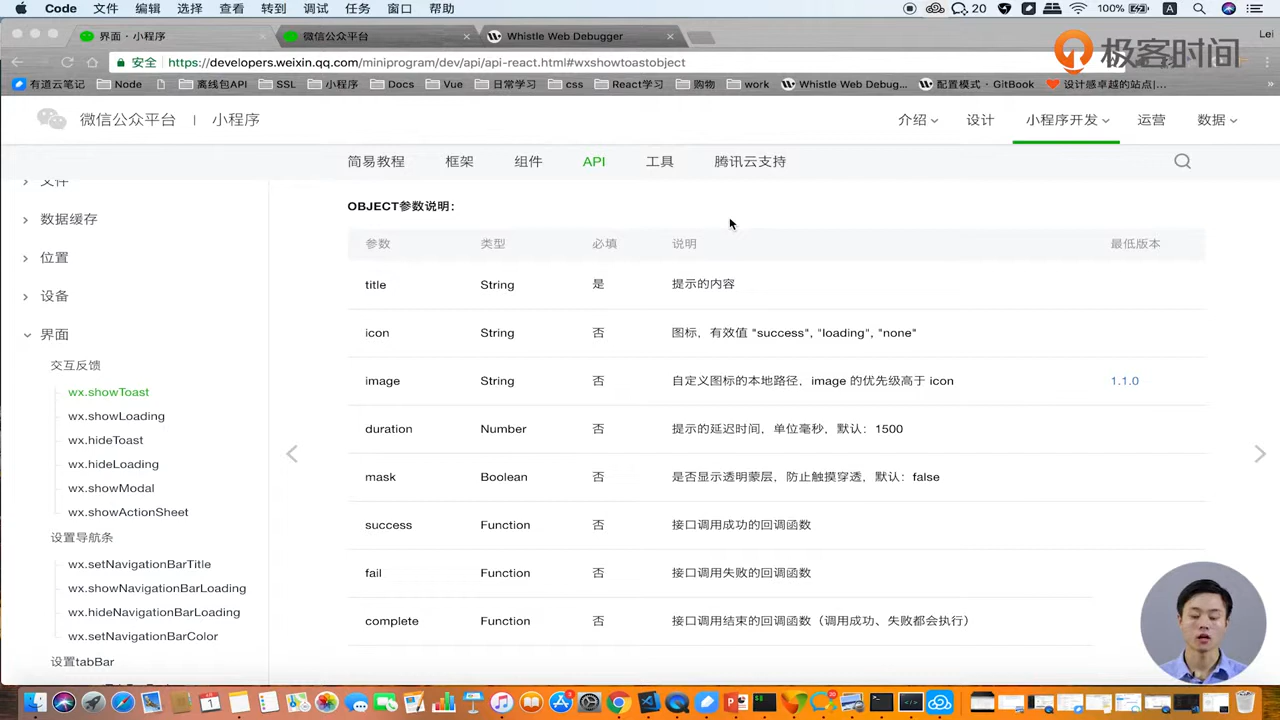 Code 文件 编辑 选择 查看 转到 调试 任务 窗口 帮助 20 100% A
界面 · 小程序 × 微信公众平台 × Whistle Web Debugger × Lei
极客时间
安全 https://developers.weixin.qq.com/miniprogram/dev/api/api-react.html#wxshowtoastobject
有道云笔记 Node 离线包API SSL 小程序 Docs Vue 日常学习 css React学习 购物 work Whistle Web Debug... 配置模式 · GitBook 设计感卓越的站点|... »
微信公众平台 | 小程序 介绍 设计 小程序开发 运营 数据
简易教程 框架 组件 API 工具 腾讯云支持
文件
数据缓存
位置
设备
界面
交互反馈
wx.showToast
wx.showLoading
wx.hideToast
wx.hideLoading
wx.showModal
wx.showActionSheet
设置导航条
wx.setNavigationBarTitle
wx.showNavigationBarLoading
wx.hideNavigationBarLoading
wx.setNavigationBarColor
设置tabBar
OBJECT参数说明：
参数 类型 必填 说明 最低版本
title String 是 提示的内容
icon String 否 图标，有效值 "success", "loading", "none"
image String 否 自定义图标的本地路径，image 的优先级高于 icon 1.1.0
duration Number 否 提示的延迟时间，单位毫秒，默认：1500
mask Boolean 否 是否显示透明蒙层，防止触摸穿透，默认：false
success Function 否 接口调用成功的回调函数
fail Function 否 接口调用失败的回调函数
complete Function 否 接口调用结束的回调函数（调用成功、失败都会执行）